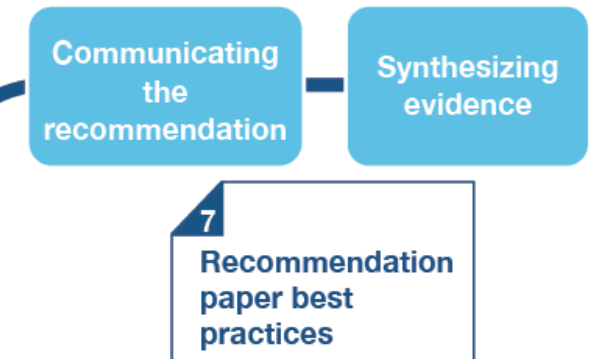 Communicating
the
recommendation
Synthesizing
evidence
7
Recommendation
paper best
practices